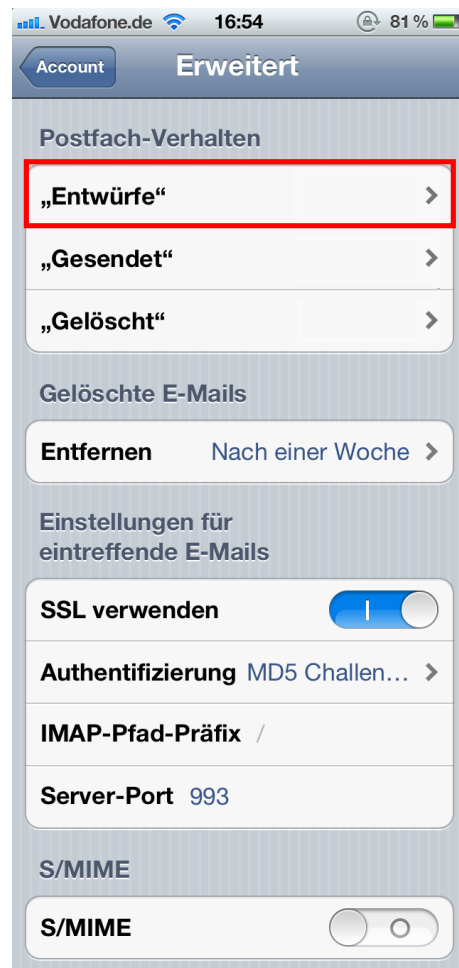 Vodafone.de 16:54 81 %
Account Erweitert
Postfach-Verhalten
„Entwürfe“
„Gesendet“
„Gelöscht“
Gelöschte E-Mails
Entfernen Nach einer Woche
Einstellungen für
eintreffende E-Mails
SSL verwenden
Authentifizierung MD5 Challen...
IMAP-Pfad-Präfix /
Server-Port 993
S/MIME
S/MIME